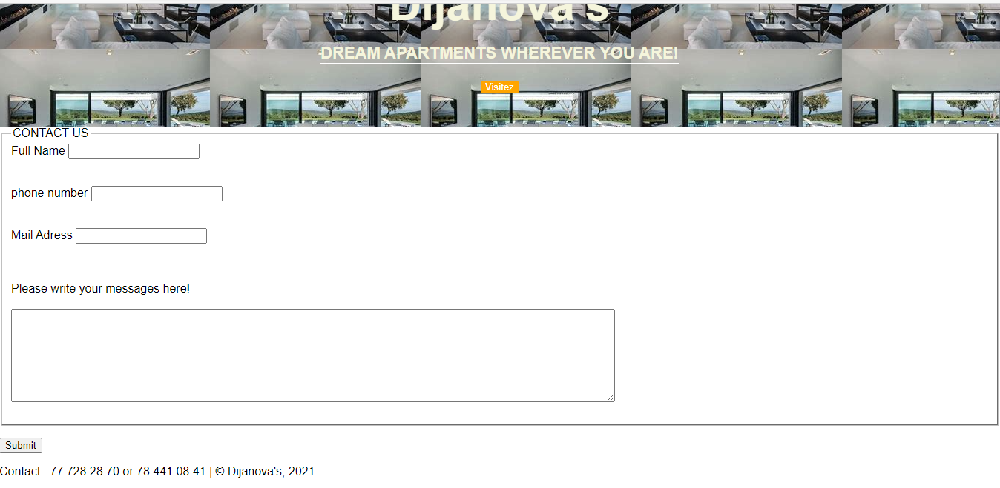 Dijanova's
DREAM APARTMENTS WHEREVER YOU ARE!
Visitez
CONTACT US
Full Name
phone number
Mail Adress
Please write your messages here!
Submit
Contact : 77 728 28 70 or 78 441 08 41 | © Dijanova's, 2021